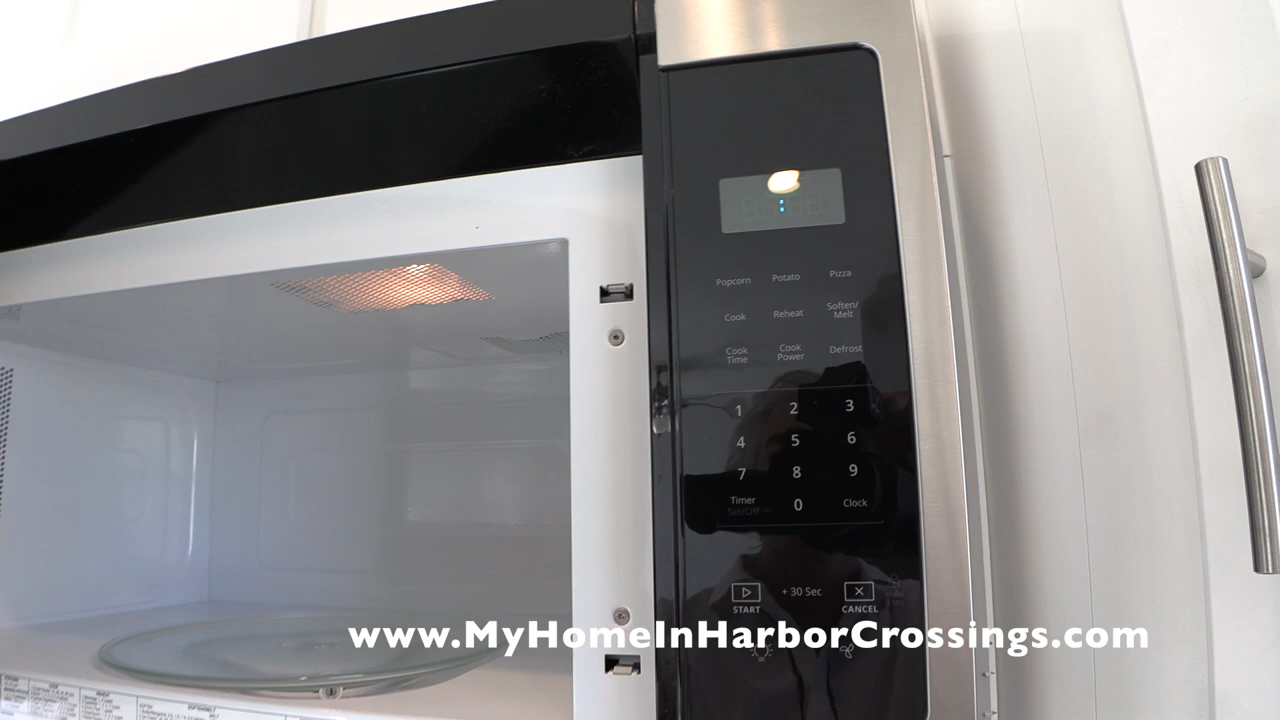 :
Popcorn Potato Pizza
Cook Reheat Soften/
Melt
Cook
Time Cook
Power Defrost
1 2 3
4 5 6
7 8 9
Timer
Set/Off 0 Clock
START + 30 Sec CANCEL
Hold
www.MyHomeInHarborCrossings.com